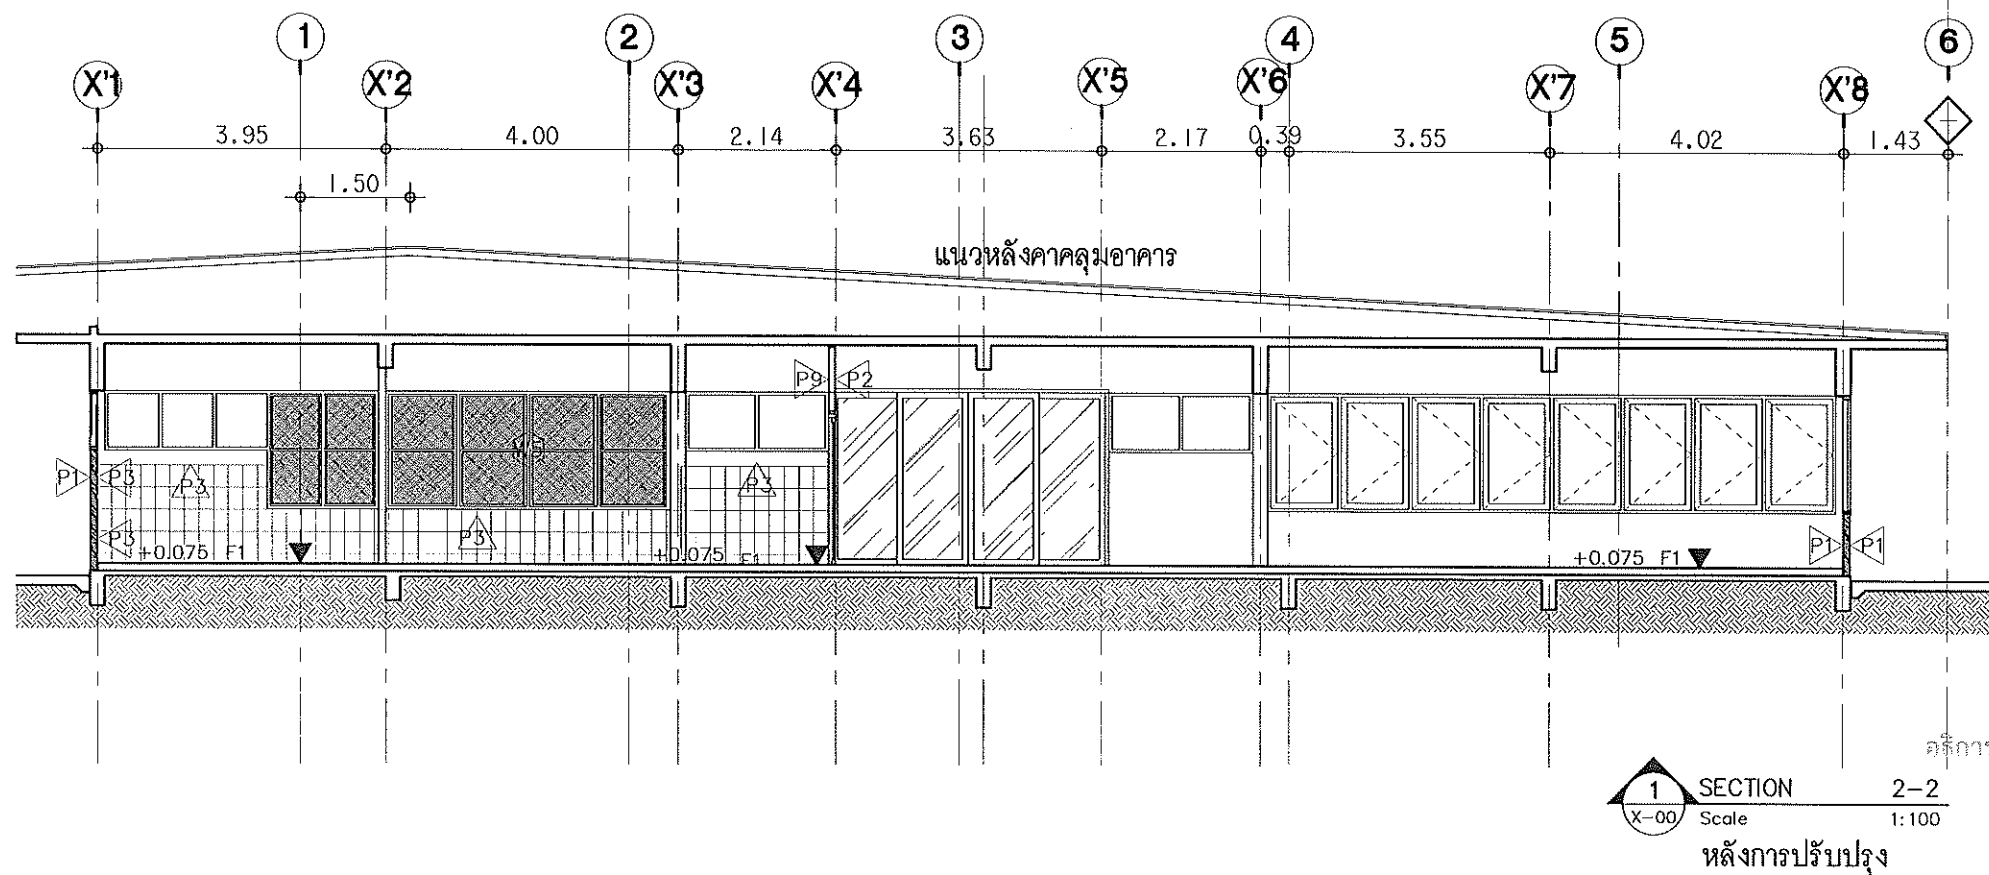 1 2 3 4 5 6
X'1 X'2 X'3 X'4 X'5 X'6 X'7 X'8
3.95 4.00 2.14 3.63 2.17 0.39 3.55 4.02 1.43
1.50
แนวหลังคาคลุมอาคาร
P9 P2
W5
P1 P3 P3 P3
P3 P3 P1 P1
+0.075 F1 +0.075 F1 +0.075 F1
1 SECTION 2-2
X-00 Scale 1:100
หลังการปรับปรุง